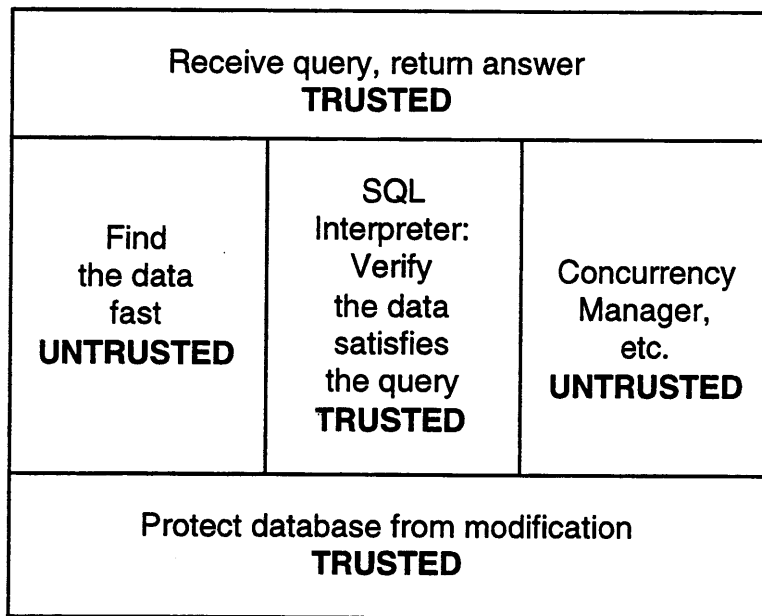 Receive query, return answer
TRUSTED
Find
the data
fast
UNTRUSTED
SQL
Interpreter:
Verify
the data
satisfies
the query
TRUSTED
Concurrency
Manager,
etc.
UNTRUSTED
Protect database from modification
TRUSTED